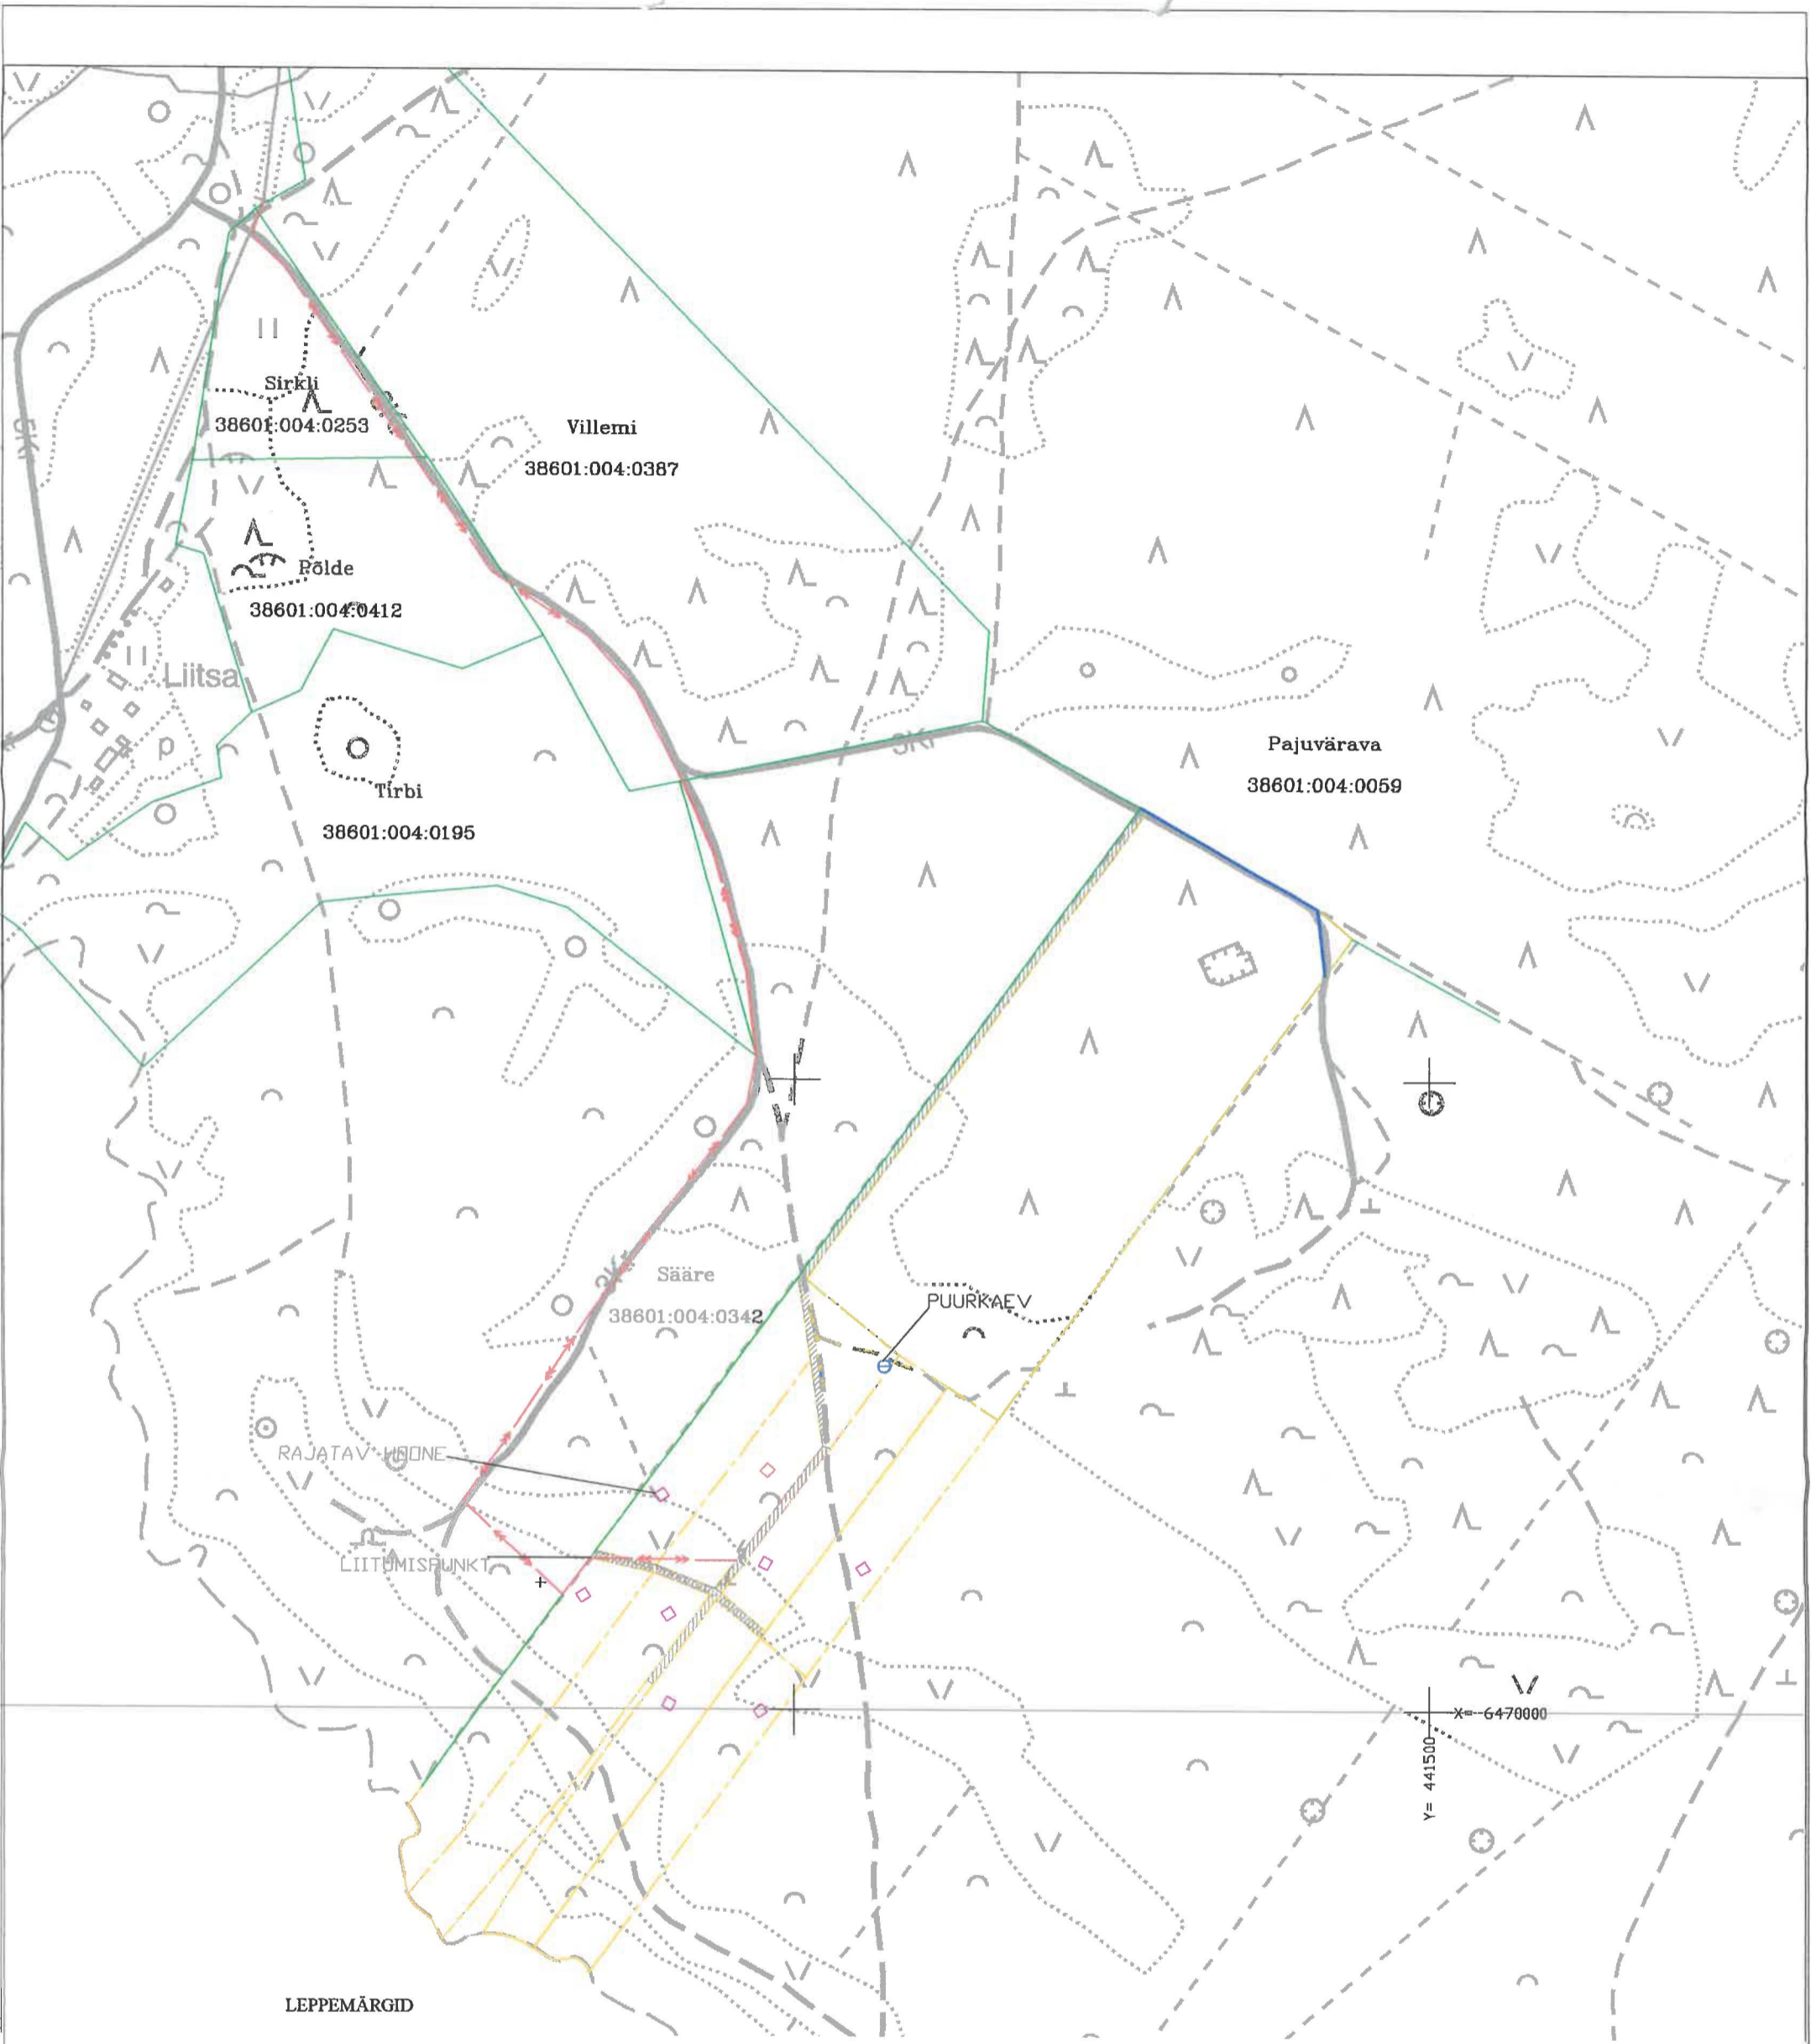 Sirkli
38601:004:0253
Villemi
38601:004:0387
Põlde
38601:004:0412
Liitsa
p
Tirbi
38601:004:0195
Pajuvärava
38601:004:0059
Sääre
38601:004:0342
PUURKAEV
RAJATAV HOONE
LIITUMISPUNKT
X= 6470000
Y= 441500
LEPPEMÄRGID